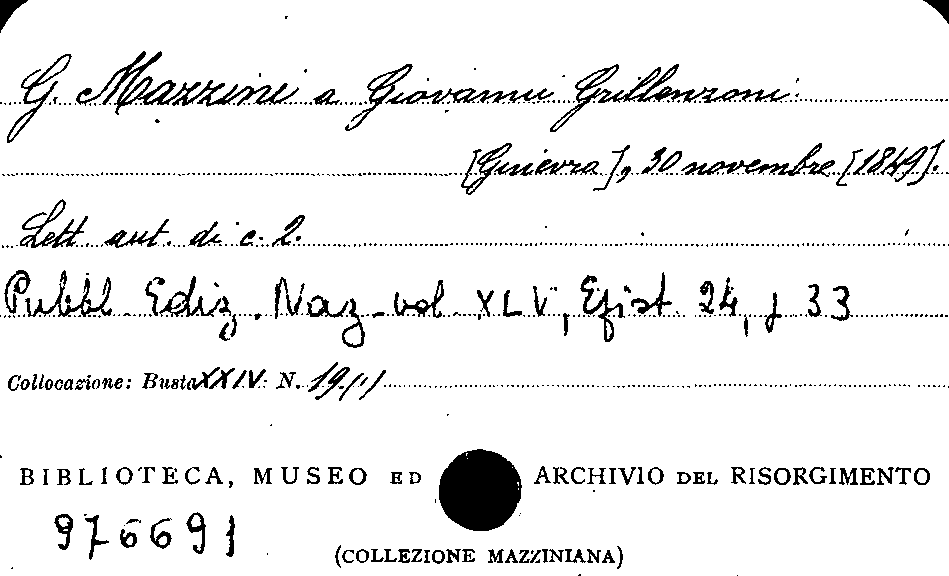 G. Mazzini a Giovanni Grillenzoni.
[Ginevra], 30 novembre [1849].
Lett. aut. di c. 2.
Pubbl. Ediz. Naz. vol. XLV, Epist. 24, p 33
Collocazione: Busta XXIV N. 19(1)
BIBLIOTECA, MUSEO ED ARCHIVIO DEL RISORGIMENTO
976691
(COLLEZIONE MAZZINIANA)